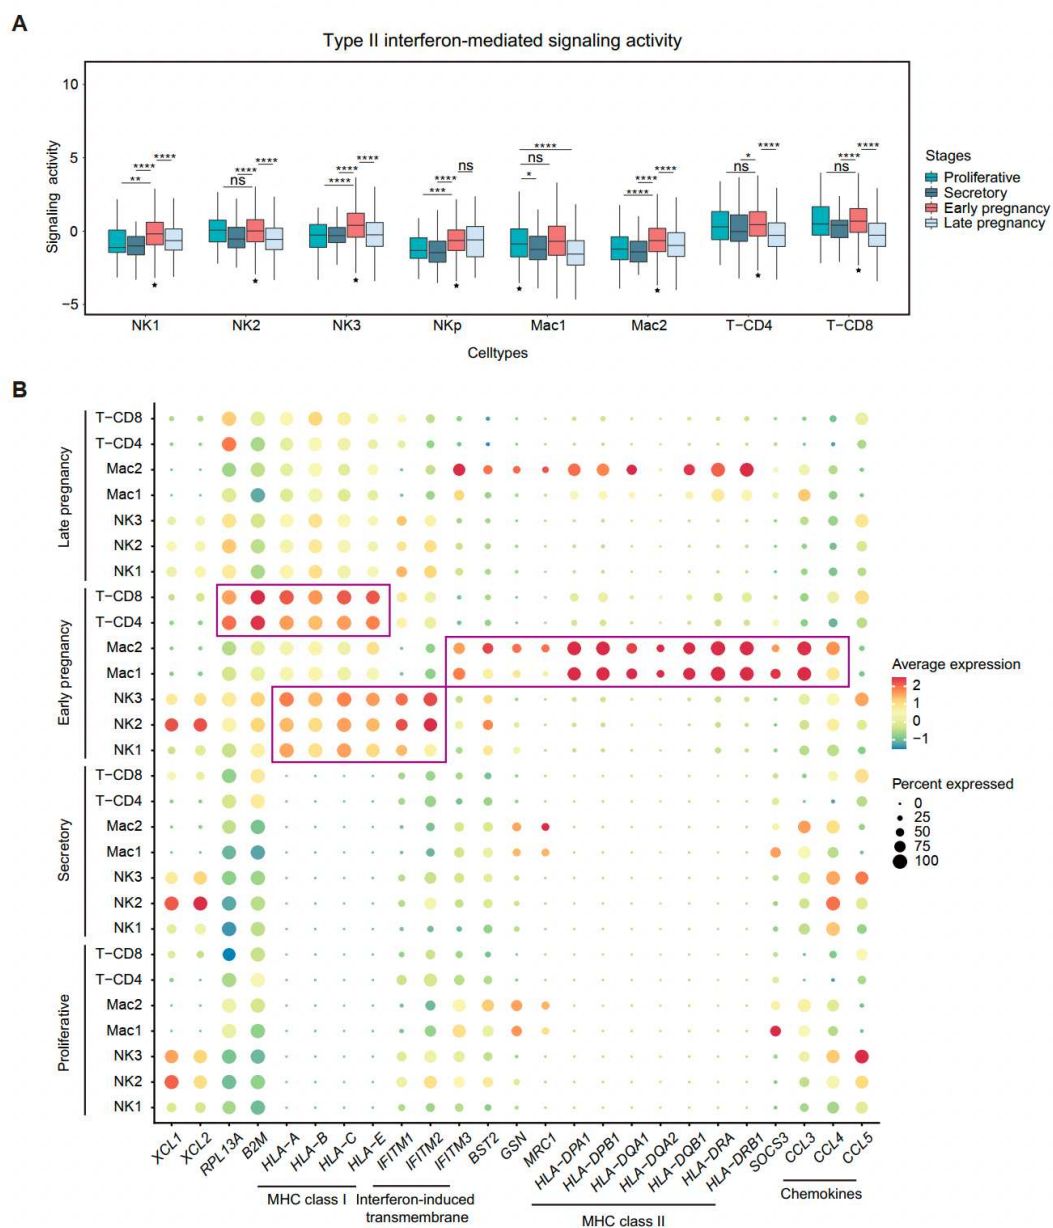 A
Type II interferon-mediated signaling activity
Signaling activity
10
5
0
−5
**
****
****
ns
****
****
****
****
****
***
****
ns
*
ns
****
****
****
****
ns
*
****
ns
****
****
NK1 NK2 NK3 NKp Mac1 Mac2 T−CD4 T−CD8
Celltypes
Stages
Proliferative
Secretory
Early pregnancy
Late pregnancy
B
Late pregnancy
T−CD8
T−CD4
Mac2
Mac1
NK3
NK2
NK1
Early pregnancy
T−CD8
T−CD4
Mac2
Mac1
NK3
NK2
NK1
Secretory
T−CD8
T−CD4
Mac2
Mac1
NK3
NK2
NK1
Proliferative
T−CD8
T−CD4
Mac2
Mac1
NK3
NK2
NK1
XCL1 XCL2 RPL13A B2M HLA−A HLA−B HLA−C HLA−E IFITM1 IFITM2 IFITM3 BST2 GSN MRC1 HLA−DPA1 HLA−DPB1 HLA−DQA1 HLA−DQA2 HLA−DQB1 HLA−DRA HLA−DRB1 SOCS3 CCL3 CCL4 CCL5
MHC class I
Interferon-induced
transmembrane
MHC class II
Chemokines
Average expression
2
1
0
−1
Percent expressed
0
25
50
75
100